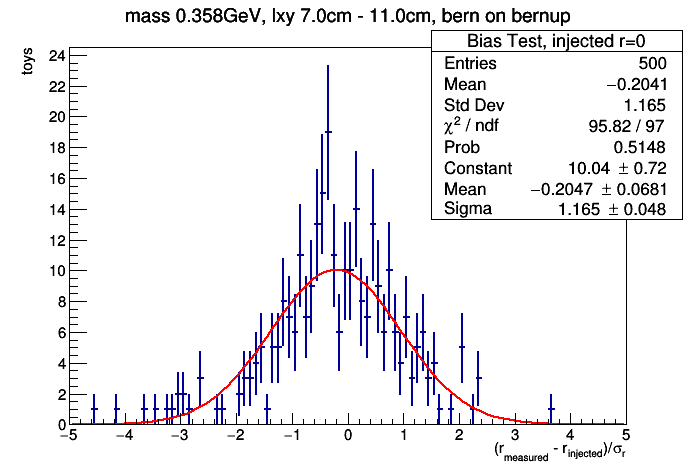 mass 0.358GeV, lxy 7.0cm - 11.0cm, bern on bernup
Bias Test, injected r=0
Entries 500
Mean −0.2041
Std Dev 1.165
χ² / ndf 95.82 / 97
Prob 0.5148
Constant 10.04 ± 0.72
Mean −0.2047 ± 0.0681
Sigma 1.165 ± 0.048
toys
24
22
20
18
16
14
12
10
8
6
4
2
0
−5 −4 −3 −2 −1 0 1 2 3 4 5
(r_measured - r_injected)/σ_r